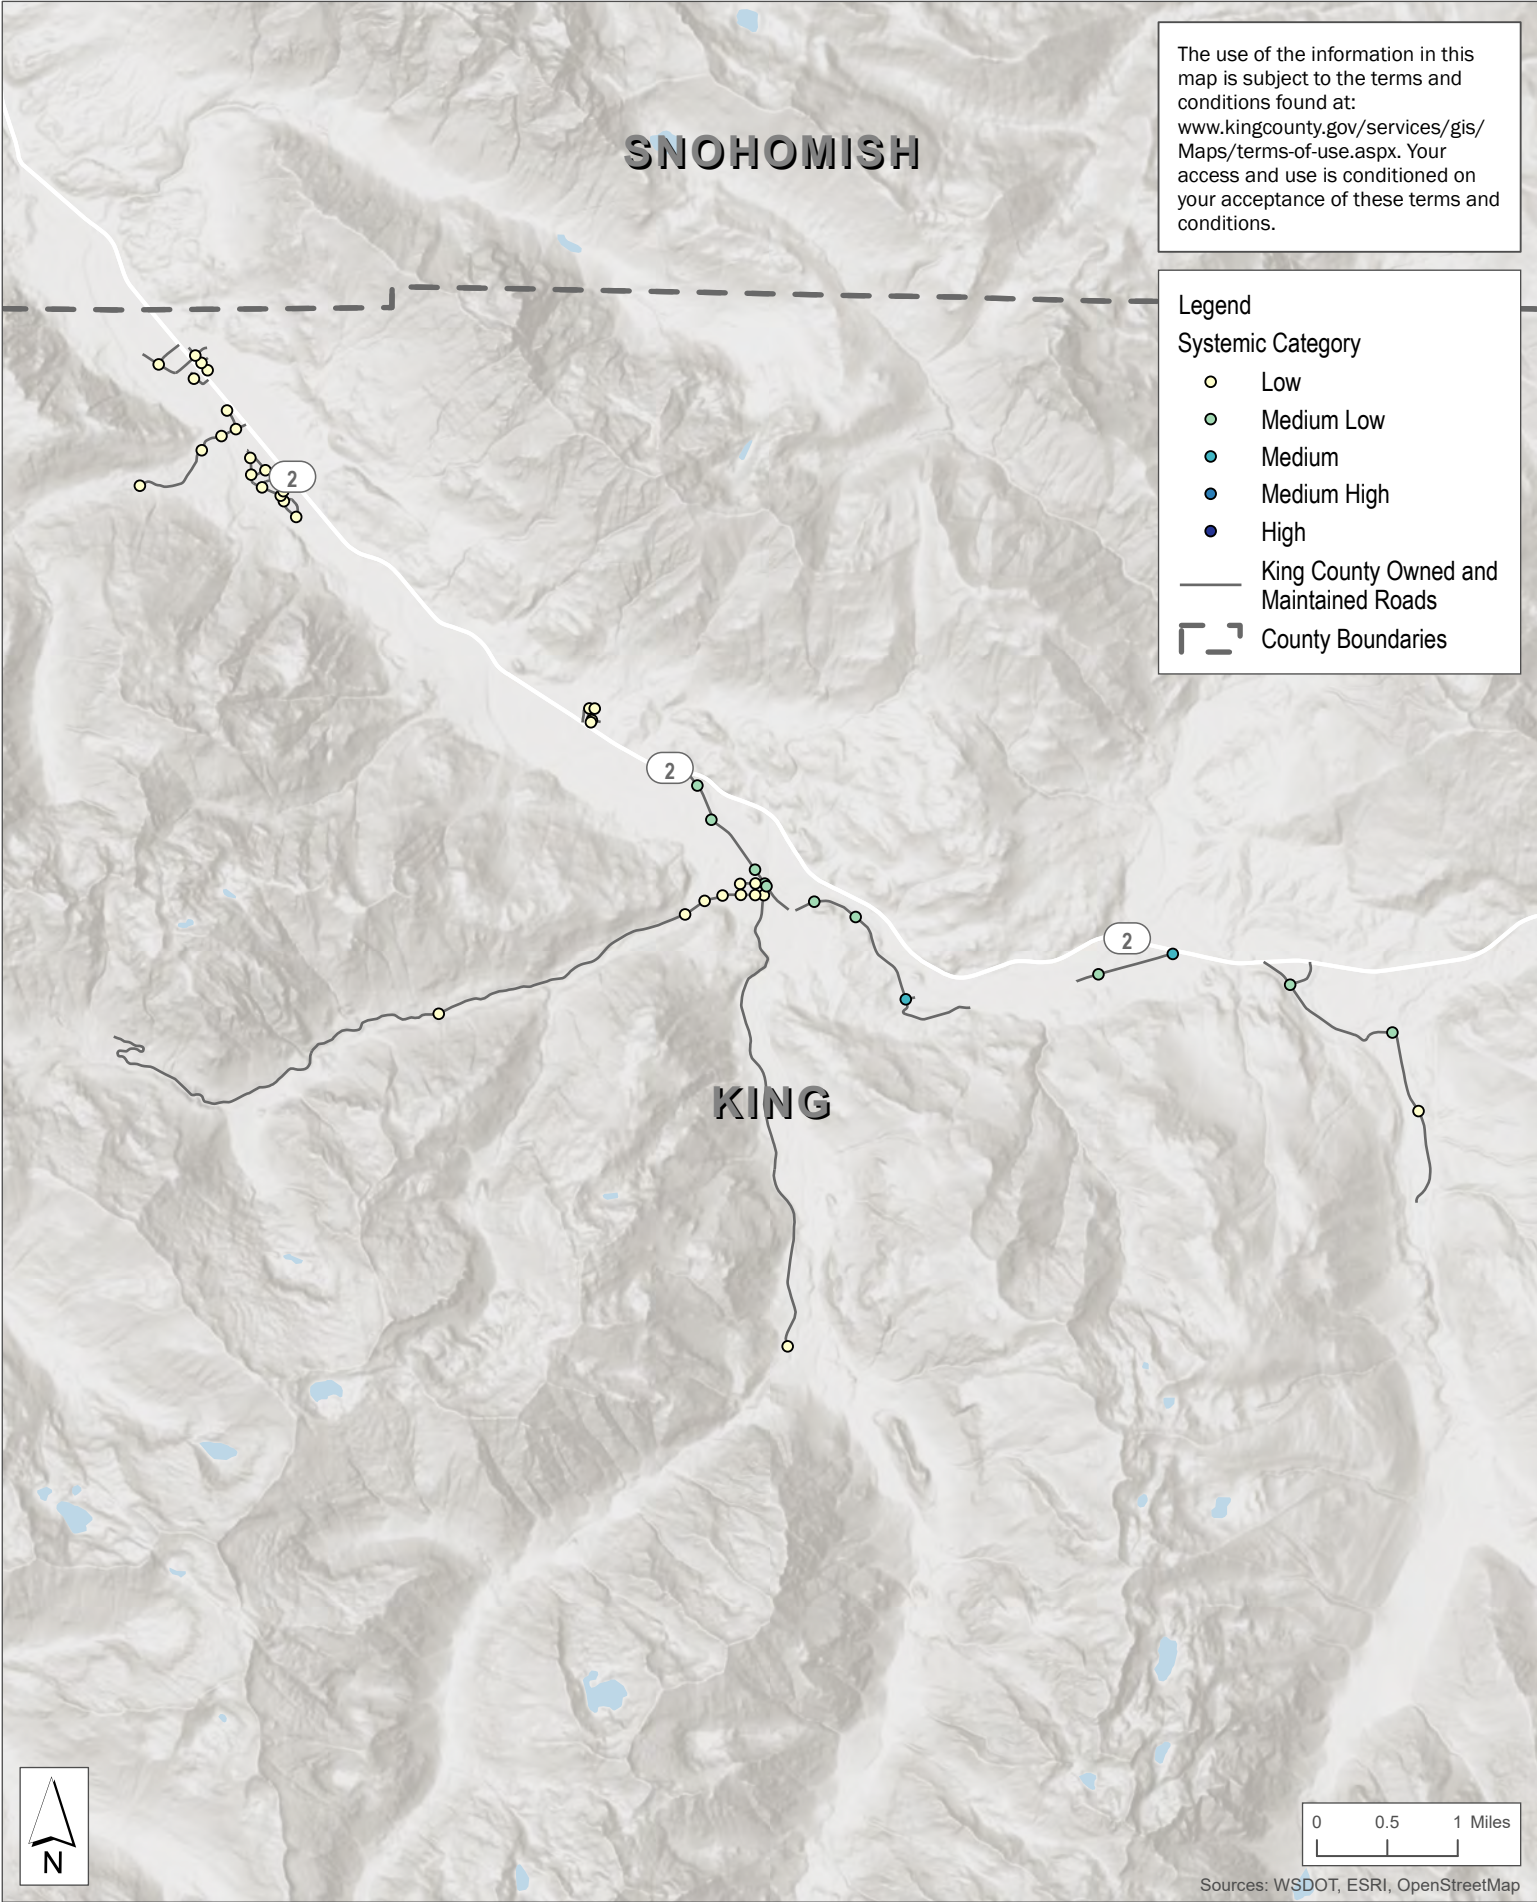 The use of the information in this
map is subject to the terms and
conditions found at:
www.kingcounty.gov/services/gis/
Maps/terms-of-use.aspx. Your
access and use is conditioned on
your acceptance of these terms and
conditions.
SNOHOMISH
Legend
Systemic Category
Low
Medium Low
Medium
Medium High
High
King County Owned and
Maintained Roads
County Boundaries
2
2
2
KING
N
0 0.5 1 Miles
Sources: WSDOT, ESRI, OpenStreetMap